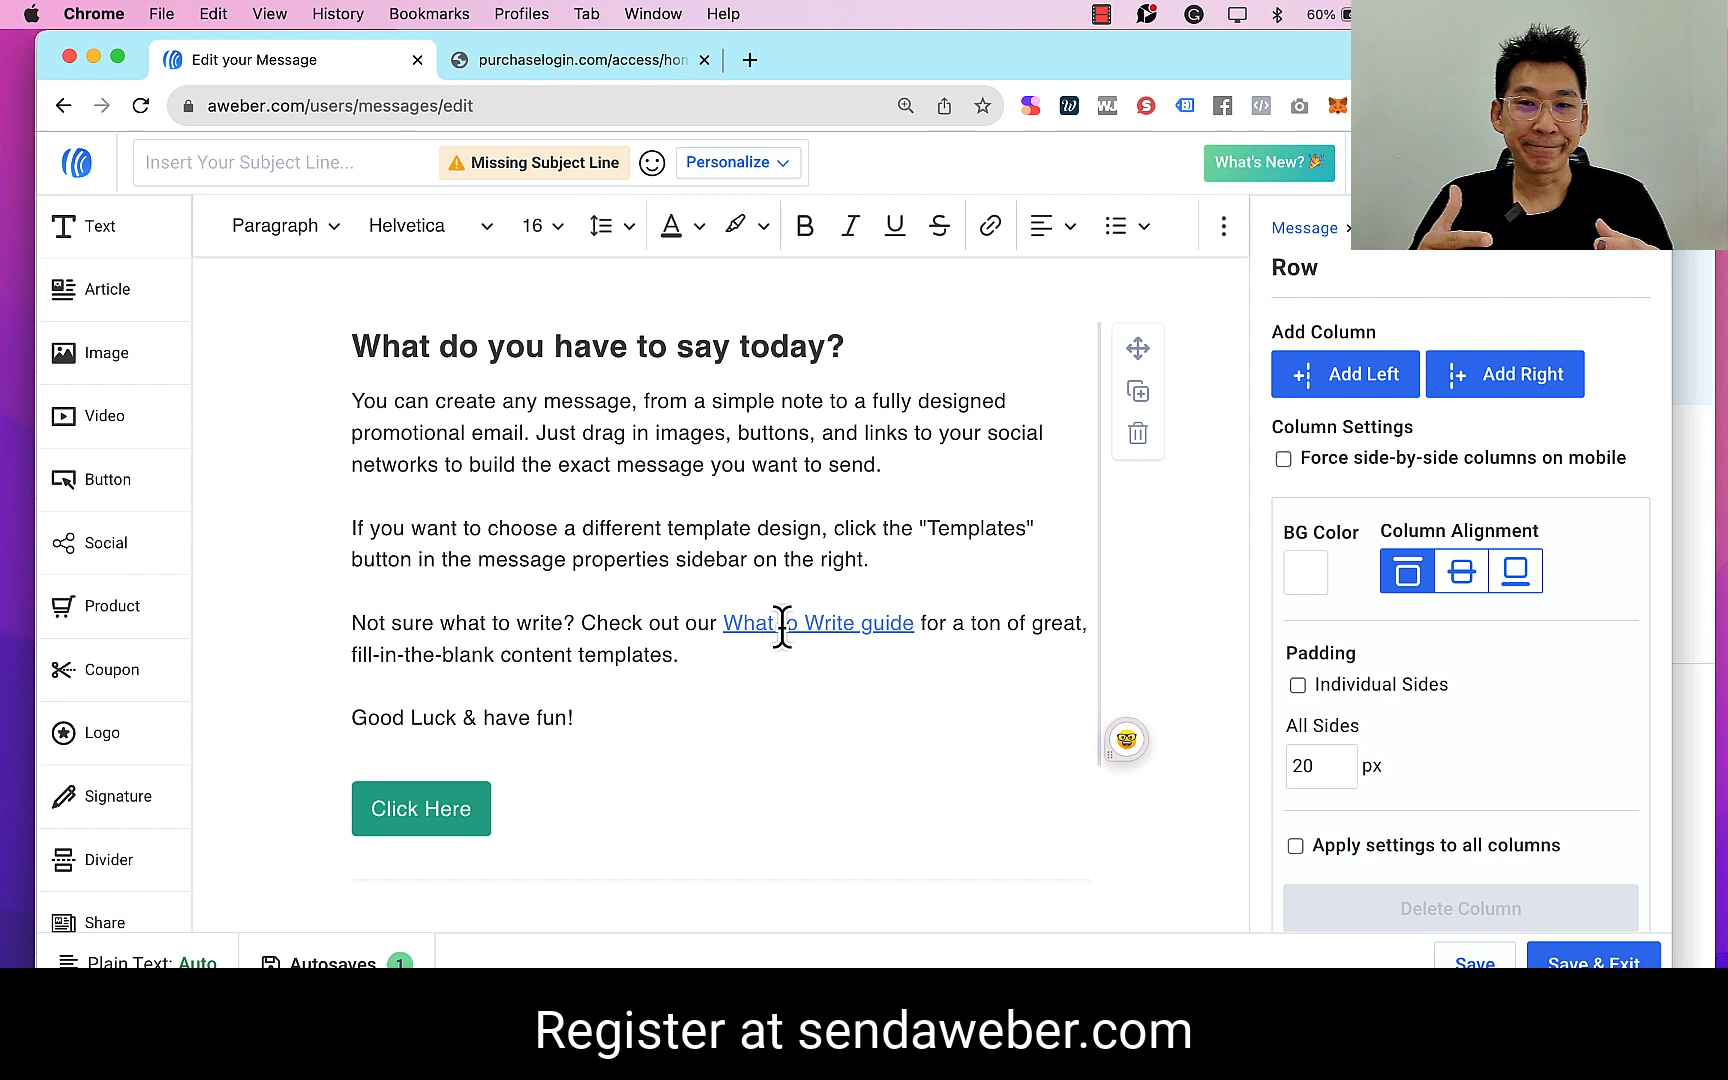 Chrome File Edit View History Bookmarks Profiles Tab Window Help 60%
Edit your Message
purchaselogin.com/access/hom
aweber.com/users/messages/edit
Insert Your Subject Line... Missing Subject Line Personalize What's New?
Paragraph Helvetica 16
Text
Article
Image
Video
Button
Social
Product
Coupon
Logo
Signature
Divider
Share
What do you have to say today?
You can create any message, from a simple note to a fully designed
promotional email. Just drag in images, buttons, and links to your social
networks to build the exact message you want to send.
If you want to choose a different template design, click the "Templates"
button in the message properties sidebar on the right.
Not sure what to write? Check out our What to Write guide for a ton of great,
fill-in-the-blank content templates.
Good Luck & have fun!
Click Here
Message
Row
Add Column
Add Left Add Right
Column Settings
Force side-by-side columns on mobile
BG Color Column Alignment
Padding
Individual Sides
All Sides
20 px
Apply settings to all columns
Delete Column
Plain Text: Auto Autosaves 1 Save Save & Exit
Register at sendaweber.com